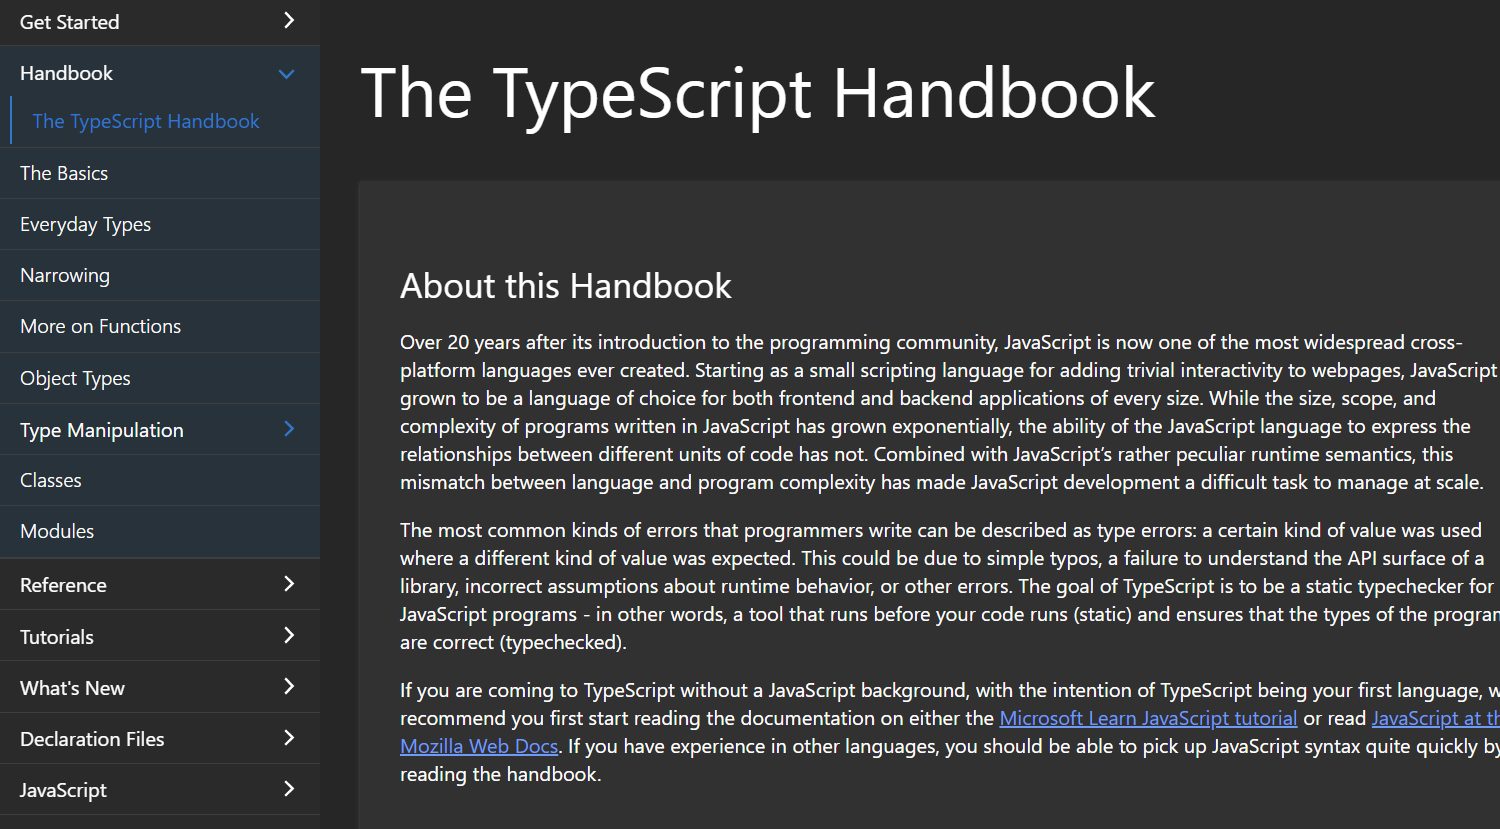 Get Started
Handbook
The TypeScript Handbook
The Basics
Everyday Types
Narrowing
More on Functions
Object Types
Type Manipulation
Classes
Modules
Reference
Tutorials
What's New
Declaration Files
JavaScript
The TypeScript Handbook
About this Handbook
Over 20 years after its introduction to the programming community, JavaScript is now one of the most widespread cross-
platform languages ever created. Starting as a small scripting language for adding trivial interactivity to webpages, JavaScript
grown to be a language of choice for both frontend and backend applications of every size. While the size, scope, and
complexity of programs written in JavaScript has grown exponentially, the ability of the JavaScript language to express the
relationships between different units of code has not. Combined with JavaScript’s rather peculiar runtime semantics, this
mismatch between language and program complexity has made JavaScript development a difficult task to manage at scale.
The most common kinds of errors that programmers write can be described as type errors: a certain kind of value was used
where a different kind of value was expected. This could be due to simple typos, a failure to understand the API surface of a
library, incorrect assumptions about runtime behavior, or other errors. The goal of TypeScript is to be a static typechecker for
JavaScript programs - in other words, a tool that runs before your code runs (static) and ensures that the types of the
are correct (typechecked).
If you are coming to TypeScript without a JavaScript background, with the intention of TypeScript being your first language,
recommend you first start reading the documentation on either the Microsoft Learn JavaScript tutorial or read JavaScript at
Mozilla Web Docs. If you have experience in other languages, you should be able to pick up JavaScript syntax quite quickly by
reading the handbook.